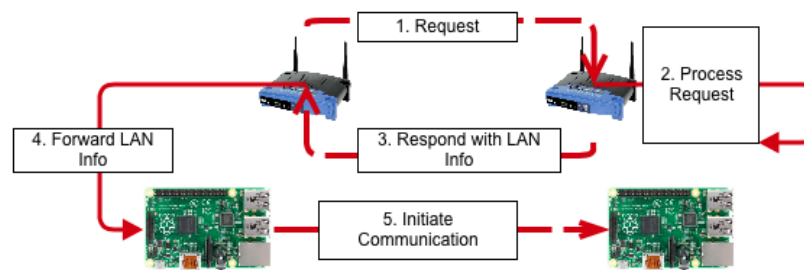 1. Request
2. Process
Request
3. Respond with LAN
Info
4. Forward LAN
Info
5. Initiate
Communication